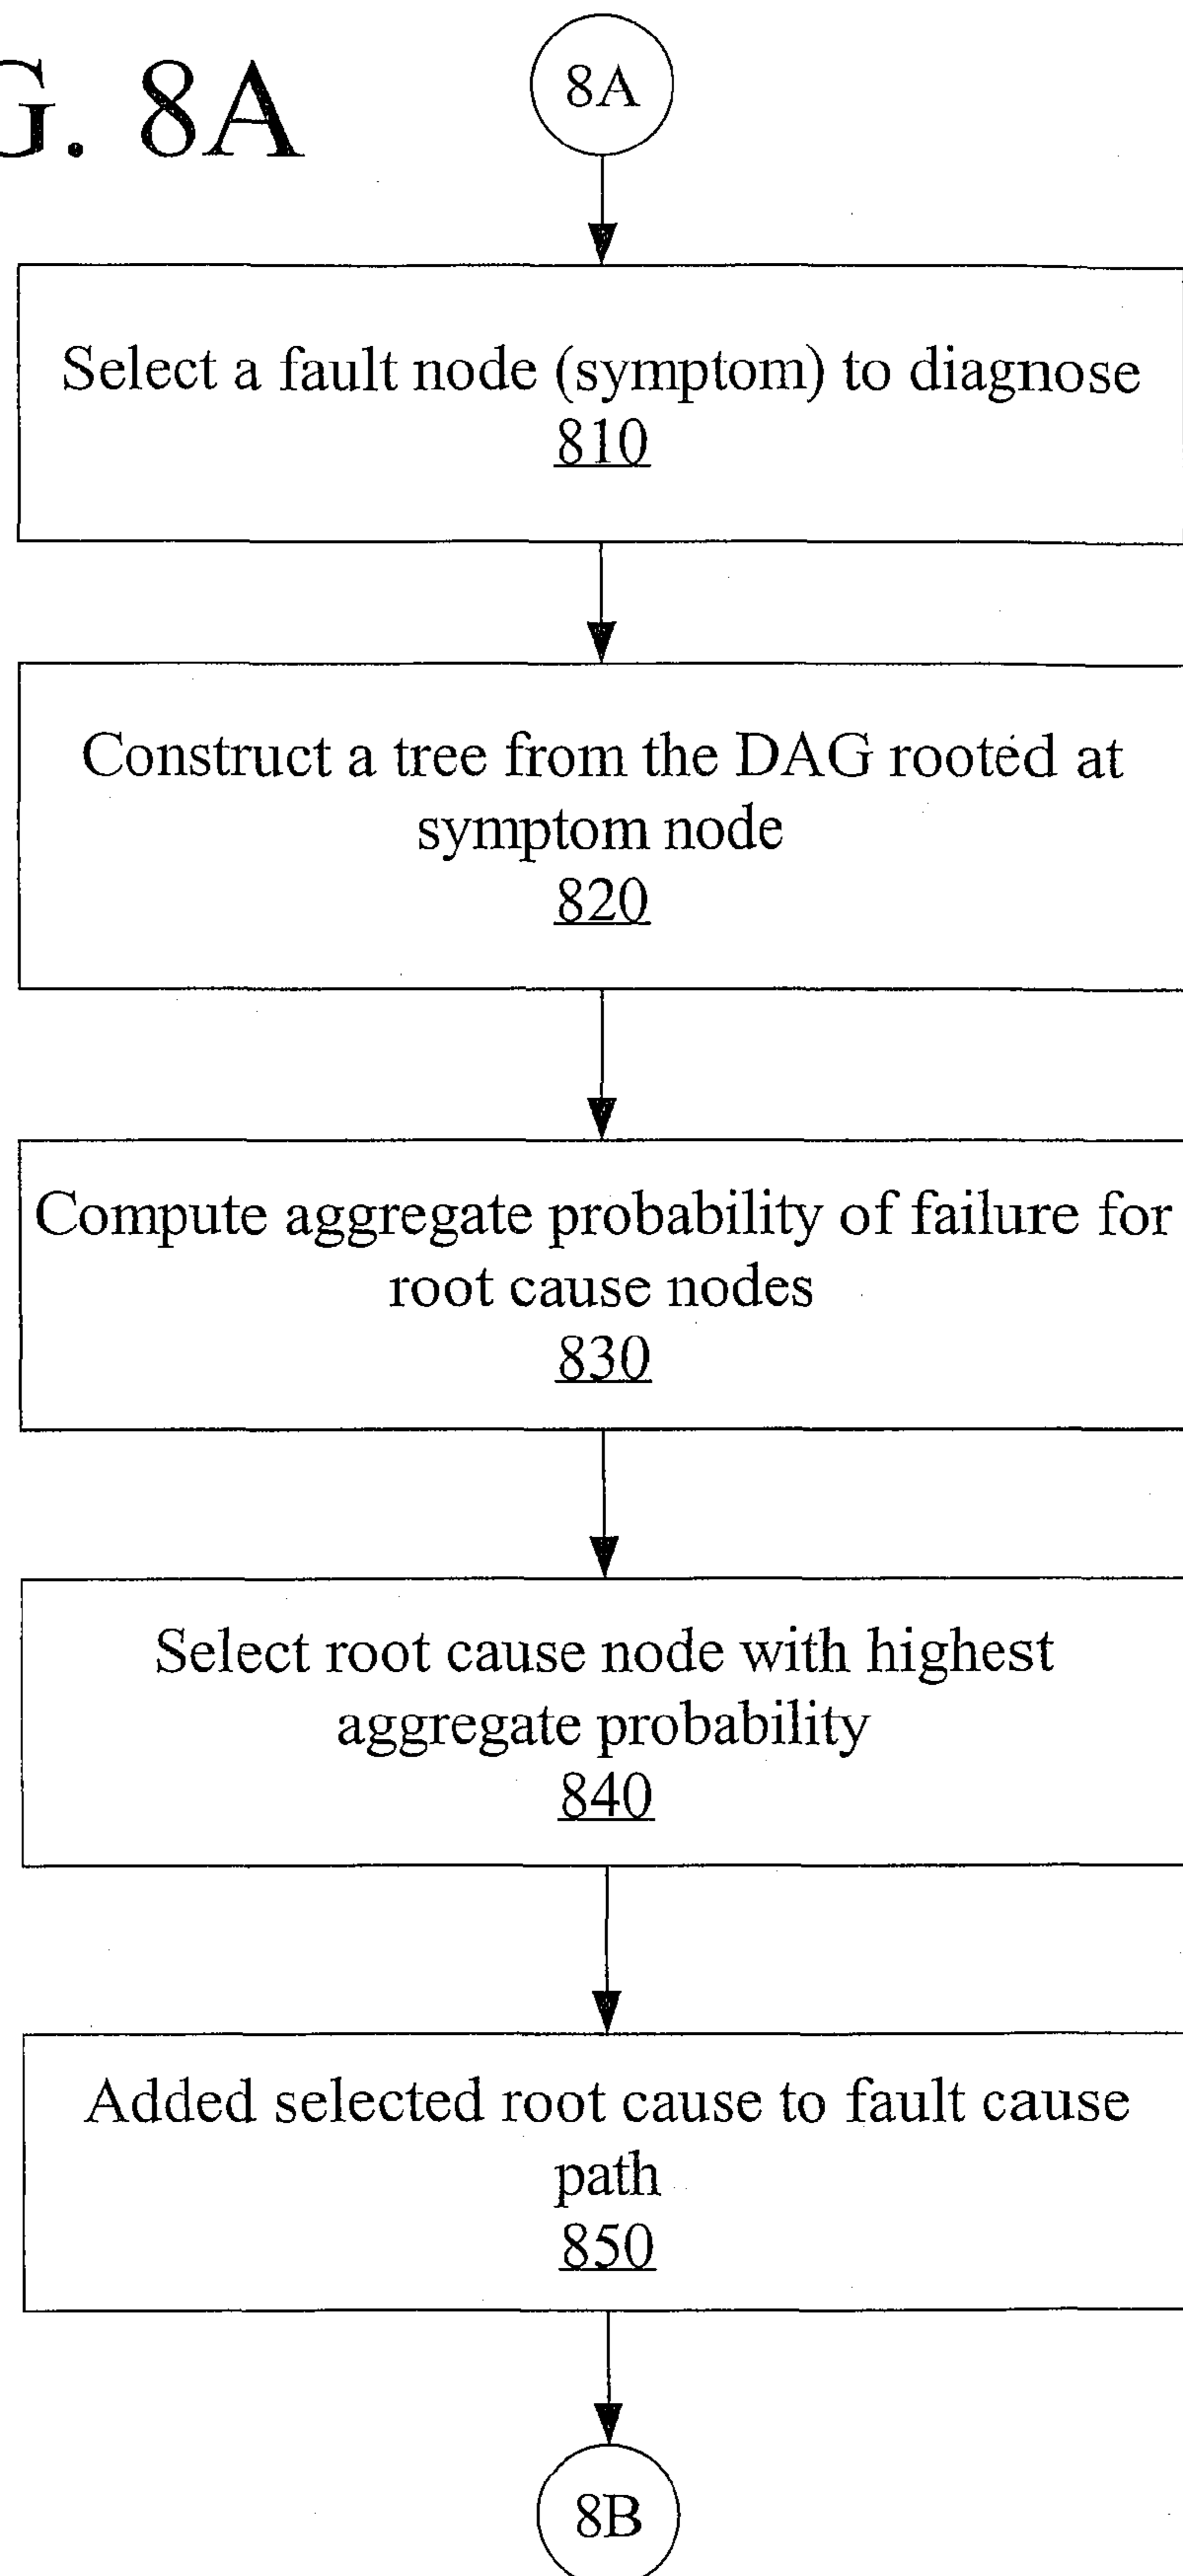 G. 8A
8A
Select a fault node (symptom) to diagnose
810
Construct a tree from the DAG rooted at
symptom node
820
Compute aggregate probability of failure for
root cause nodes
830
Select root cause node with highest
aggregate probability
840
Added selected root cause to fault cause
path
850
8B